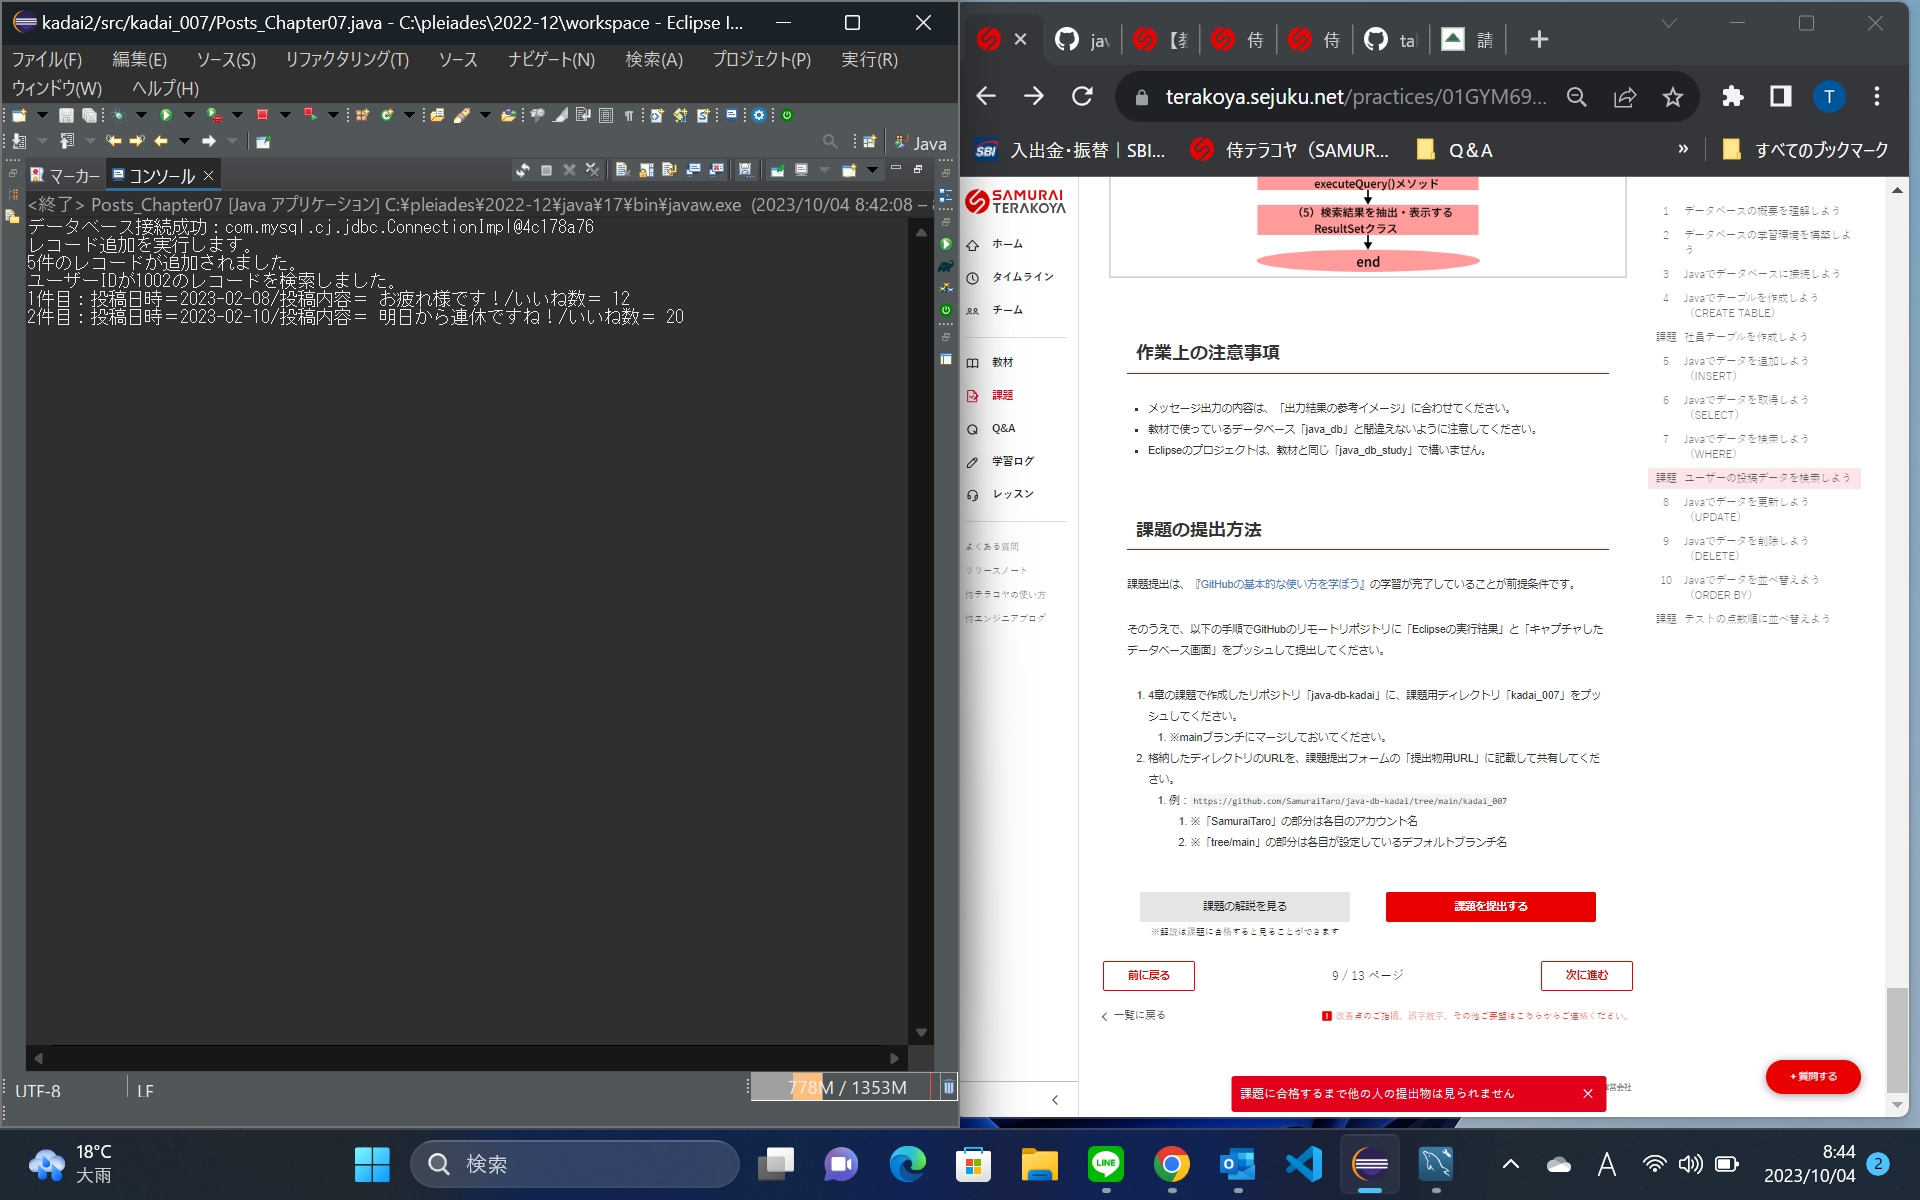 kadai2/src/kadai_007/Posts_Chapter07.java - C:\pleiades\2022-12\workspace - Eclipse I...
ファイル(F) 編集(E) ソース(S) リファクタリング(T) ソース ナビゲート(N) 検索(A) プロジェクト(P) 実行(R)
ウィンドウ(W) ヘルプ(H)
Java
マーカー コンソール
<終了> Posts_Chapter07 [Java アプリケーション] C:¥pleiades¥2022-12¥java¥17¥bin¥javaw.exe (2023/10/04 8:42:08 –
データベース接続成功：com.mysql.cj.jdbc.ConnectionImpl@4c178a76
レコード追加を実行します。
5件のレコードが追加されました。
ユーザーIDが1002のレコードを検索しました。
1件目：投稿日時＝2023-02-08/投稿内容＝ お疲れ様です！/いいね数＝ 12
2件目：投稿日時＝2023-02-10/投稿内容＝ 明日から連休ですね！/いいね数＝ 20
UTF-8 LF 778M / 1353M
jav 【 侍 侍 tal 請
terakoya.sejuku.net/practices/01GYM69... T
SBI 入出金・振替 | SBI... 侍テラコヤ（SAMUR... Q&A » すべてのブックマーク
SAMURAI
TERAKOYA
ホーム
タイムライン
チーム
教材
課題
Q&A
学習ログ
レッスン
よくある質問
リリースノート
侍テラコヤの使い方
侍エンジニアブログ
executeQuery()メソッド
（5）検索結果を抽出・表示する
ResultSetクラス
end
作業上の注意事項
メッセージ出力の内容は、「出力結果の参考イメージ」に合わせてください。
教材で使っているデータベース「java_db」と間違えないように注意してください。
Eclipseのプロジェクトは、教材と同じ「java_db_study」で構いません。
課題の提出方法
課題提出は、『GitHubの基本的な使い方を学ぼう』の学習が完了していることが前提条件です。
そのうえで、以下の手順でGitHubのリモートリポジトリに「Eclipseの実行結果」と「キャプチャした
データベース画面」をプッシュして提出してください。
1. 4章の課題で作成したリポジトリ「java-db-kadai」に、課題用ディレクトリ「kadai_007」をプッ
シュしてください。
1. ※mainブランチにマージしておいてください。
2. 格納したディレクトリのURLを、課題提出フォームの「提出物用URL」に記載して共有してくだ
さい。
1. 例： https://github.com/SamuraiTaro/java-db-kadai/tree/main/kadai_007
1. ※「SamuraiTaro」の部分は各自のアカウント名
2. ※「tree/main」の部分は各自が設定しているデフォルトブランチ名
課題の解説を見る 課題を提出する
※解説は課題に合格すると見ることができます
前に戻る 9 / 13 ページ 次に進む
一覧に戻る 改善点のご指摘、誤字脱字、その他ご要望はこちらからご連絡ください。
課題に合格するまで他の人の提出物は見られません
営会社
+ 質問する
1 データベースの概要を理解しよう
2 データベースの学習環境を構築しよ
う
3 Javaでデータベースに接続しよう
4 Javaでテーブルを作成しよう
（CREATE TABLE）
課題 社員テーブルを作成しよう
5 Javaでデータを追加しよう
（INSERT）
6 Javaでデータを取得しよう
（SELECT）
7 Javaでデータを検索しよう
（WHERE）
課題 ユーザーの投稿データを検索しよう
8 Javaでデータを更新しよう
（UPDATE）
9 Javaでデータを削除しよう
（DELETE）
10 Javaでデータを並べ替えよう
（ORDER BY）
課題 テストの点数順に並べ替えよう
18°C
大雨
検索
LINE
A
8:44
2023/10/04
2